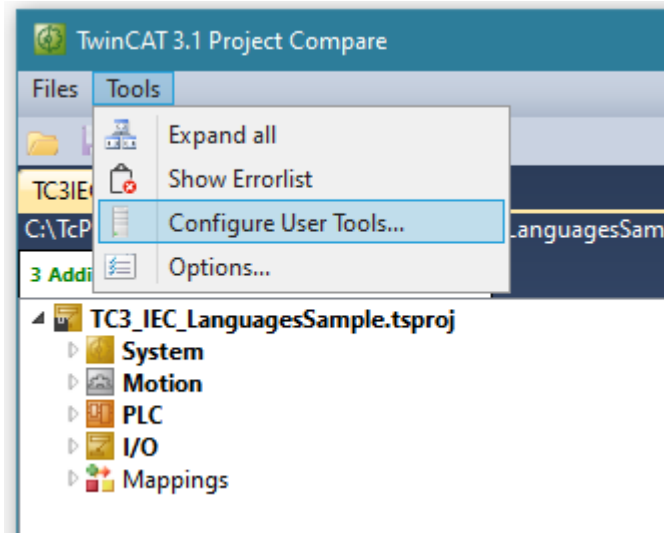 TwinCAT 3.1 Project Compare
Files Tools
Expand all
Show Errorlist
TC3IE
Configure User Tools...
C:\TcP
LanguagesSam
3 Addi
Options...
TC3_IEC_LanguagesSample.tsproj
System
Motion
PLC
I/O
Mappings